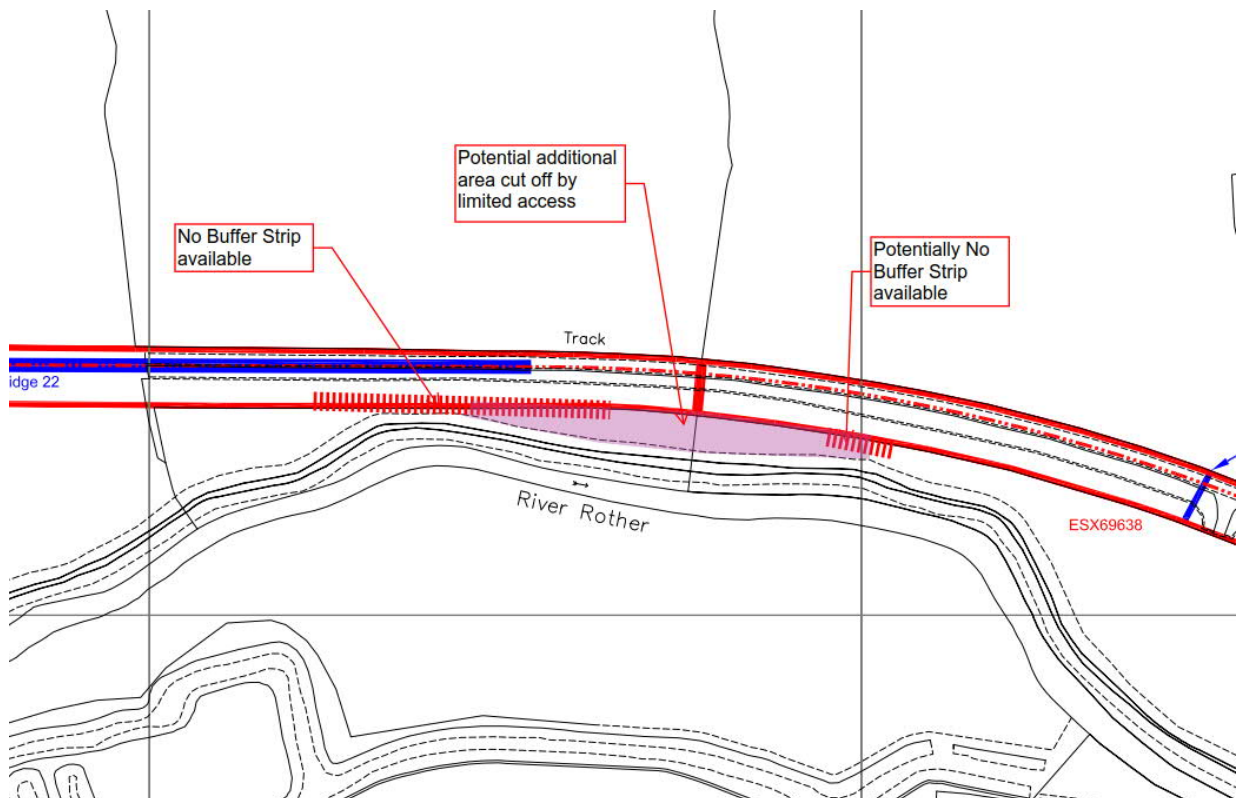 Potential additional
area cut off by
limited access
No Buffer Strip
available
Potentially No
Buffer Strip
available
Track
idge 22
River Rother
ESX69638